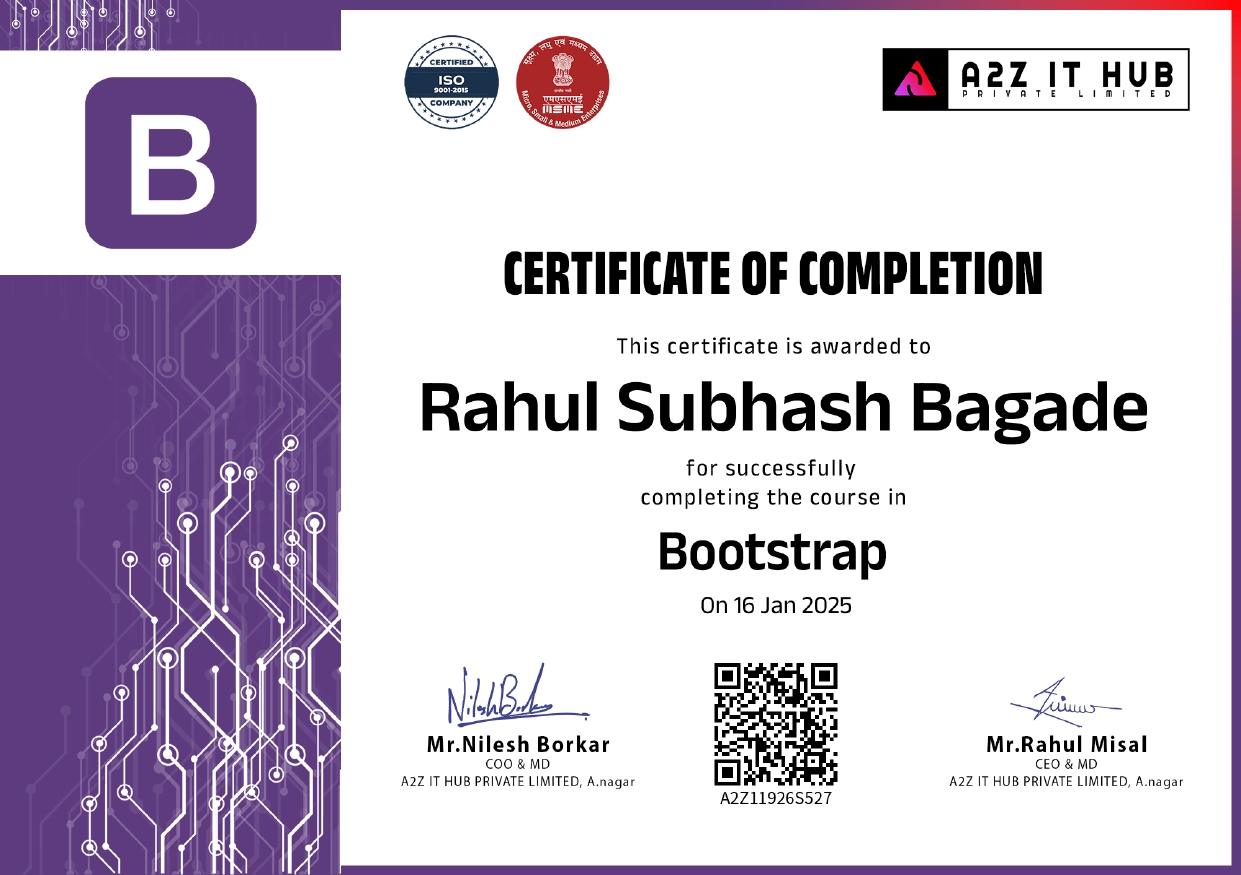 B
CERTIFIED
ISO
9001-2015
COMPANY
सूक्ष्म, लघु एवं मध्यम उद्यम
एमएसएमई
MSME
Micro, Small & Medium Enterprises
A2Z IT HUB
PRIVATE LIMITED
CERTIFICATE OF COMPLETION
This certificate is awarded to
Rahul Subhash Bagade
for successfully
completing the course in
Bootstrap
On 16 Jan 2025
Nilesh Borkar
Mr.Nilesh Borkar
COO & MD
A2Z IT HUB PRIVATE LIMITED, A.nagar
A2Z11926S527
Mr.Rahul Misal
CEO & MD
A2Z IT HUB PRIVATE LIMITED, A.nagar